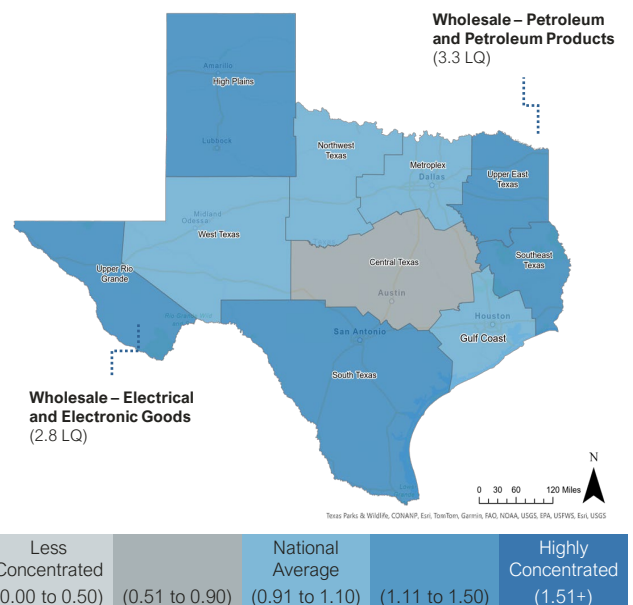 Wholesale – Petroleum
and Petroleum Products
(3.3 LQ)
Amarillo
High Plains
Lubbock
Northwest
Texas
Metroplex
Dallas
Upper East
Texas
Midland
Odessa
West Texas
Central Texas
Southeast
Texas
Upper Rio
Grande
Austin
Houston
Gulf Coast
San Antonio
South Texas
Wholesale – Electrical
and Electronic Goods
(2.8 LQ)
N
0 30 60 120 Miles
Texas Parks & Wildlife, CONANP, Esri, TomTom, Garmin, FAO, NOAA, USGS, EPA, USFWS, Esri, USGS
Less
Concentrated
(0.00 to 0.50)
(0.51 to 0.90)
National
Average
(0.91 to 1.10)
(1.11 to 1.50)
Highly
Concentrated
(1.51+)